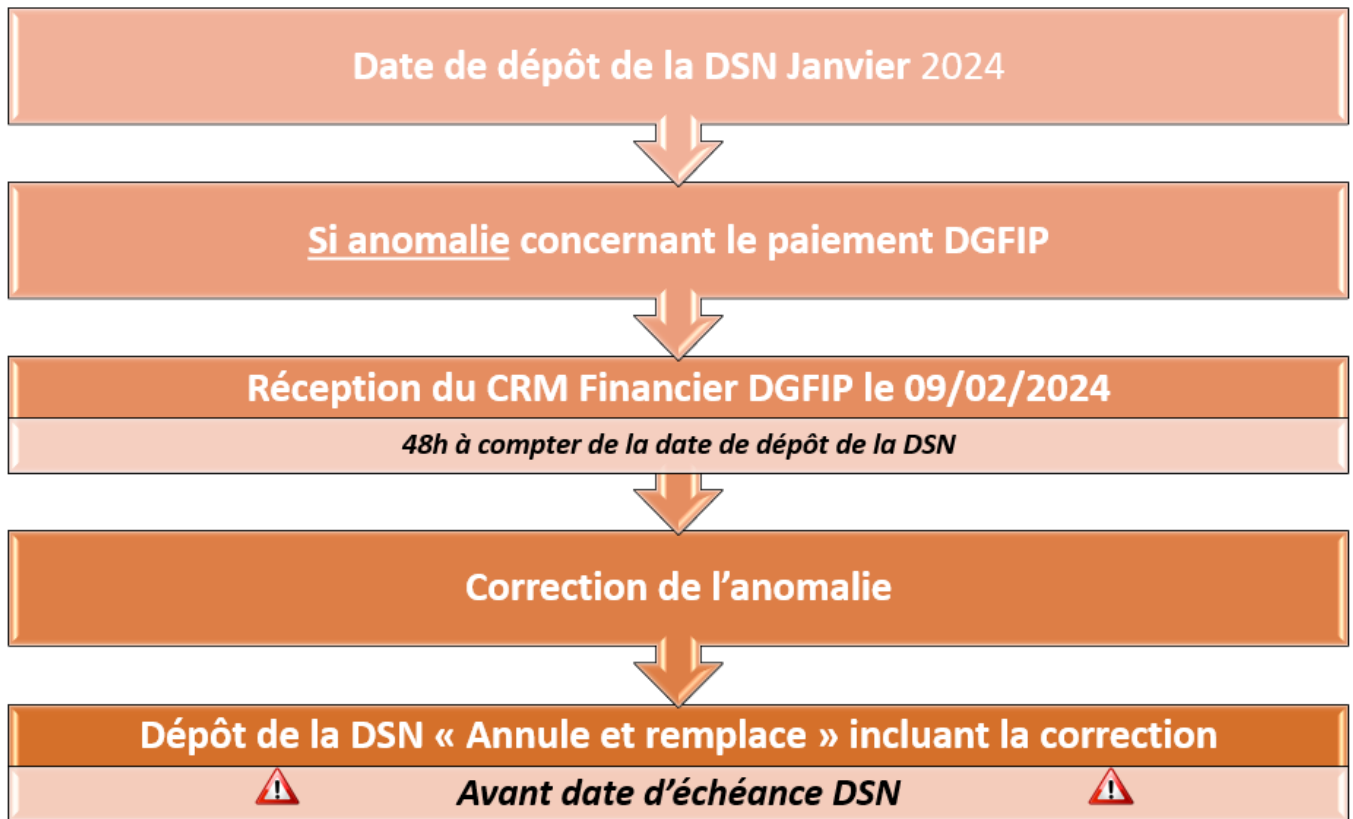 Date de dépôt de la DSN Janvier 2024
Si anomalie concernant le paiement DGFIP
Réception du CRM Financier DGFIP le 09/02/2024
48h à compter de la date de dépôt de la DSN
Correction de l’anomalie
Dépôt de la DSN « Annule et remplace » incluant la correction
Avant date d’échéance DSN